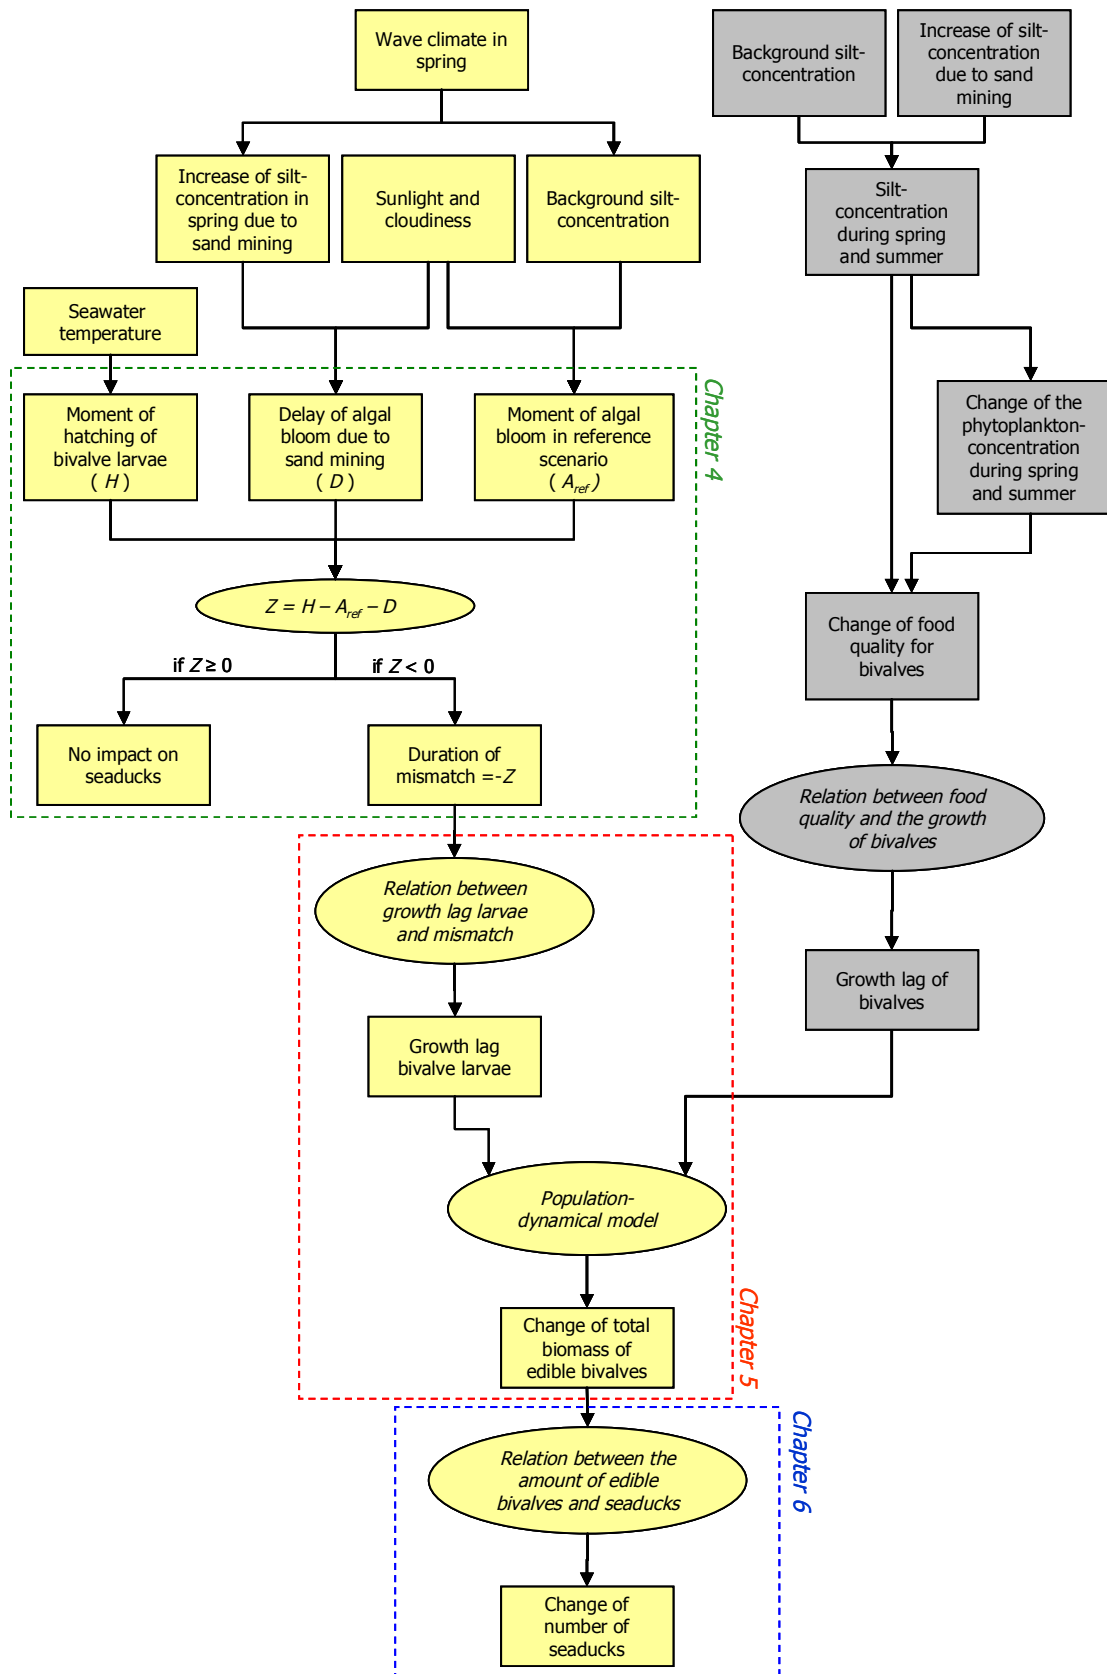 Wave climate in
spring
Background silt-
concentration
Increase of silt-
concentration
due to sand
mining
Increase of silt-
concentration in
spring due to
sand mining
Sunlight and
cloudiness
Background silt-
concentration
Silt-
concentration
during spring
and summer
Seawater
temperature
Chapter 4
Moment of
hatching of
bivalve larvae
( H )
Delay of algal
bloom due to
sand mining
( D )
Moment of algal
bloom in reference
scenario
( Aref )
Change of the
phytoplankton-
concentration
during spring
and summer
Z = H – Aref – D
Change of food
quality for
bivalves
if Z ≥ 0
if Z < 0
No impact on
seaducks
Duration of
mismatch =-Z
Relation between food
quality and the growth
of bivalves
Relation between
growth lag larvae
and mismatch
Growth lag of
bivalves
Growth lag
bivalve larvae
Population-
dynamical model
Chapter 5
Change of total
biomass of
edible bivalves
Chapter 6
Relation between the
amount of edible
bivalves and seaducks
Change of
number of
seaducks